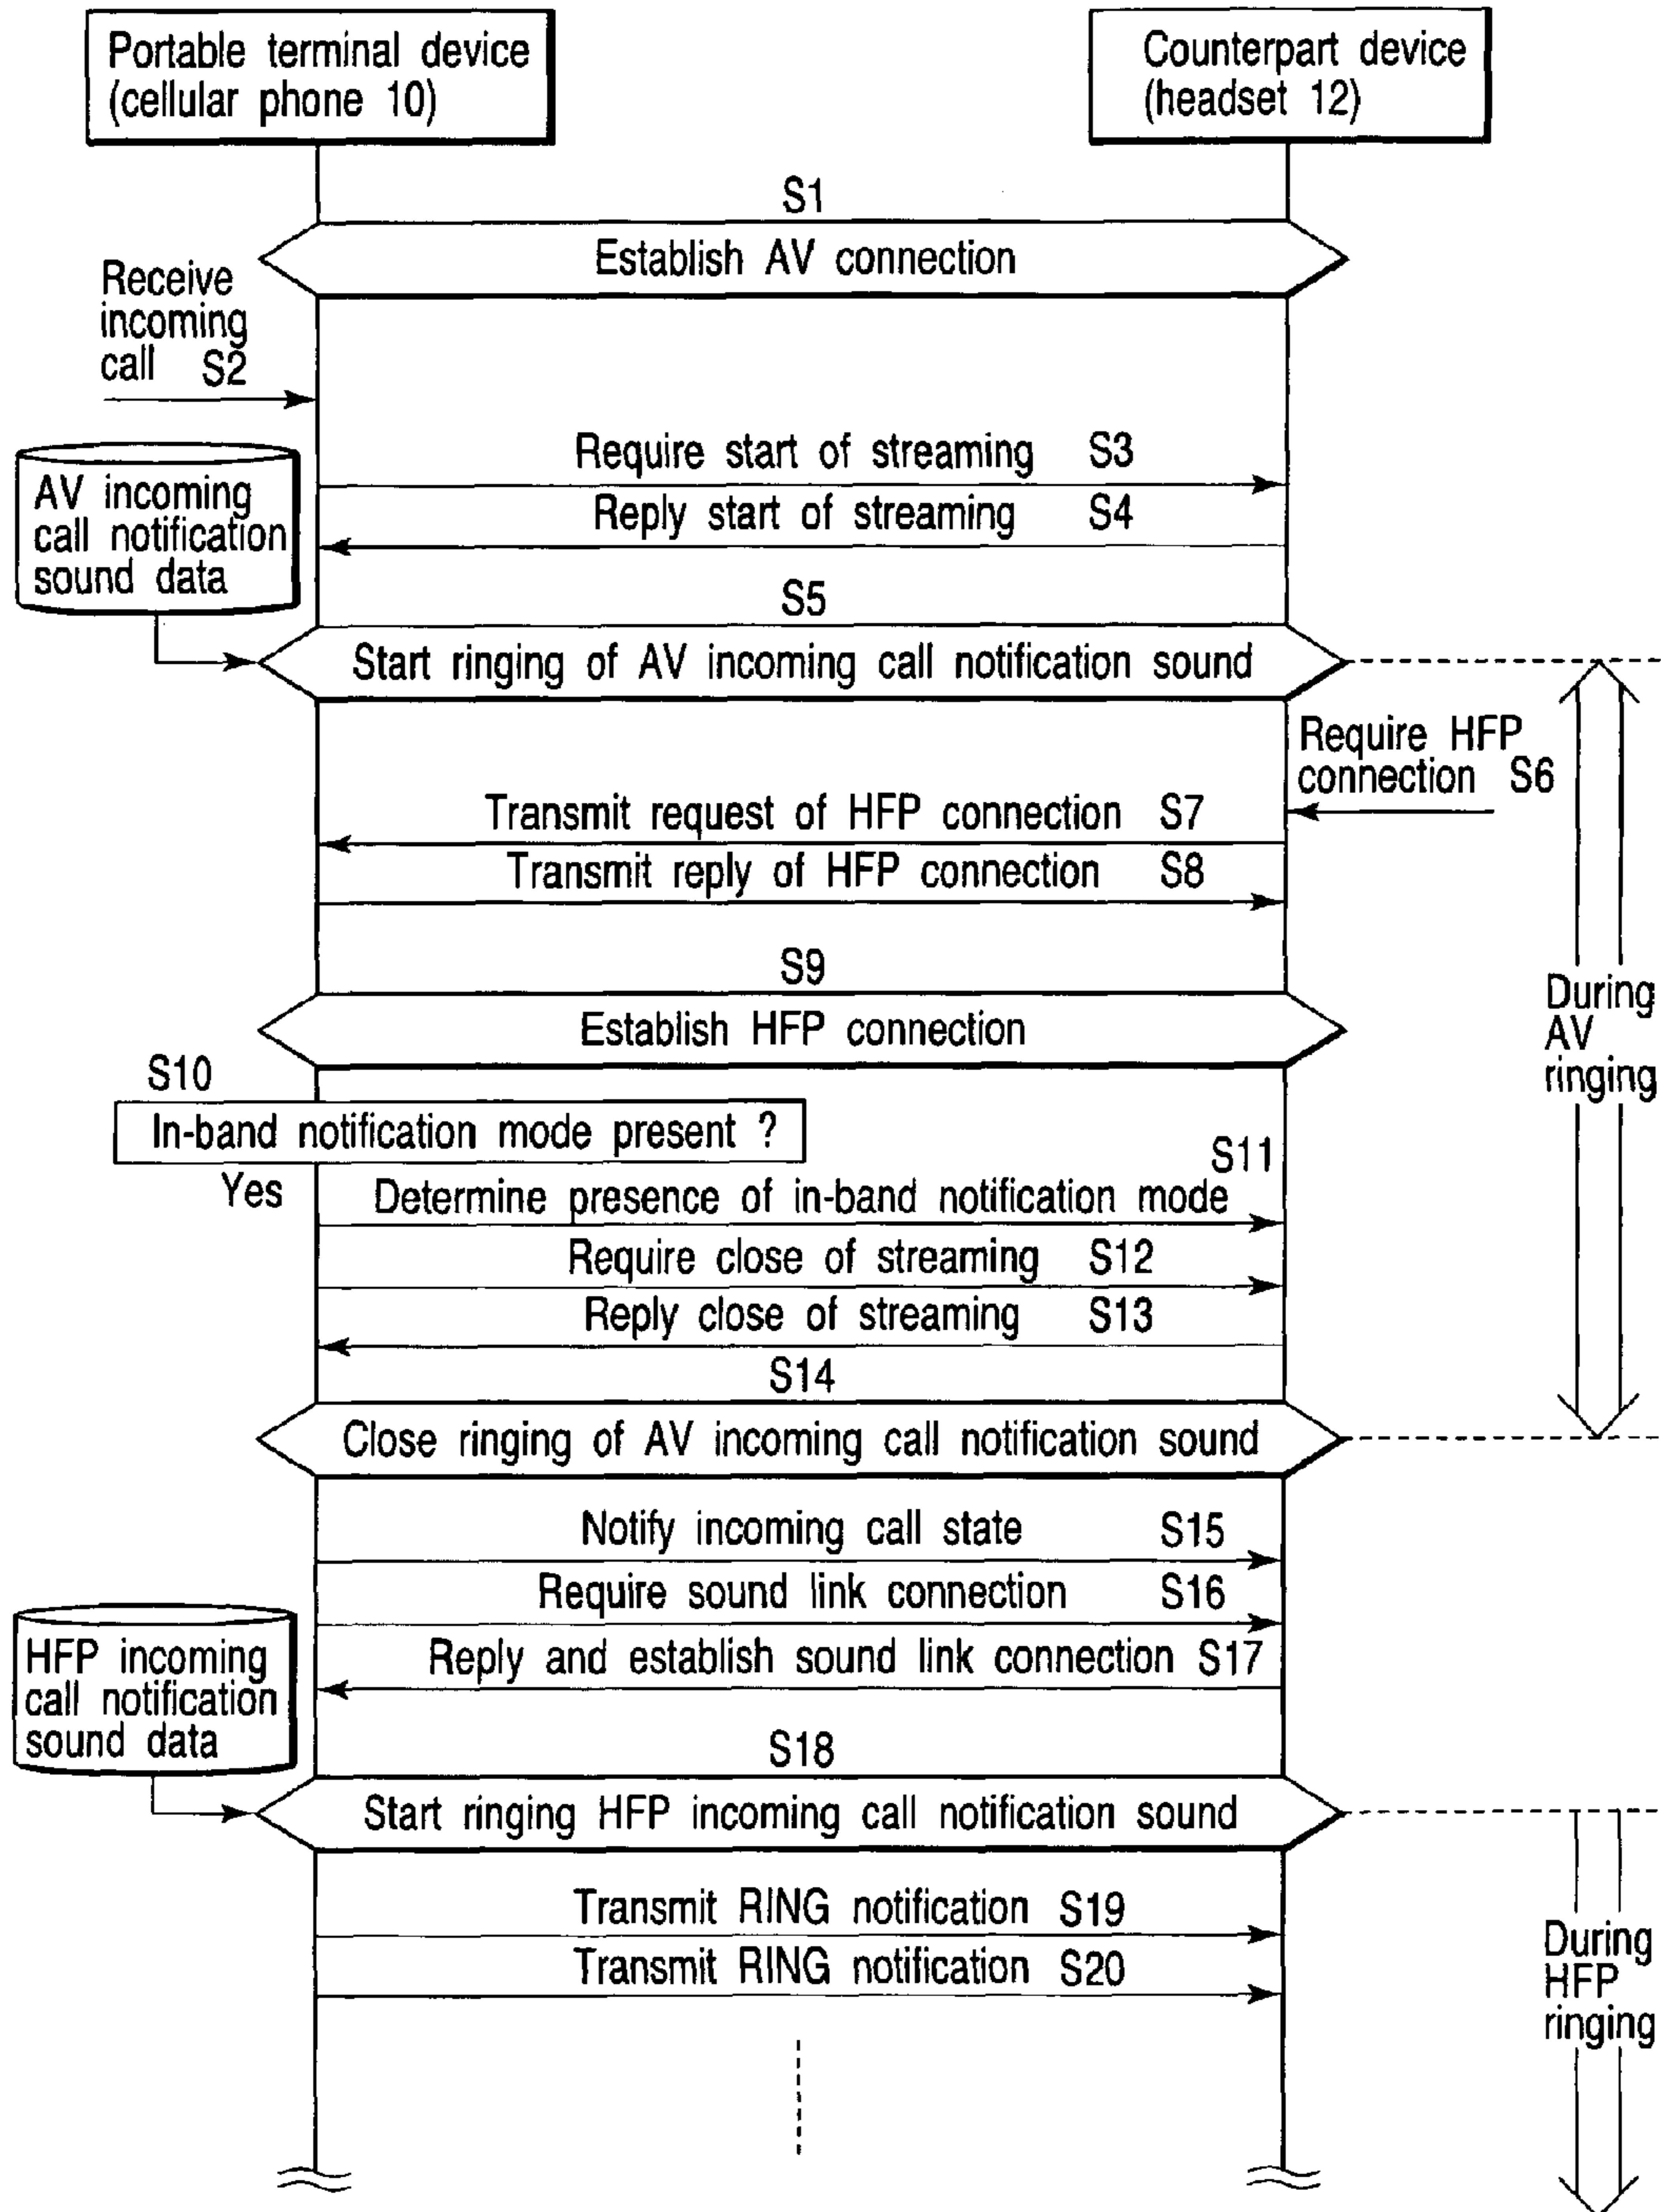 Portable terminal device
(cellular phone 10)
Counterpart device
(headset 12)
S1
Establish AV connection
Receive
incoming
call S2
Require start of streaming S3
AV incoming
call notification
sound data
Reply start of streaming S4
S5
Start ringing of AV incoming call notification sound
Require HFP
connection S6
Transmit request of HFP connection S7
Transmit reply of HFP connection S8
S9
During
AV
ringing
Establish HFP connection
S10
In-band notification mode present ?
S11
Yes
Determine presence of in-band notification mode
Require close of streaming S12
Reply close of streaming S13
S14
Close ringing of AV incoming call notification sound
Notify incoming call state S15
Require sound link connection S16
HFP incoming
call notification
sound data
Reply and establish sound link connection S17
S18
Start ringing HFP incoming call notification sound
Transmit RING notification S19
Transmit RING notification S20
During
HFP
ringing